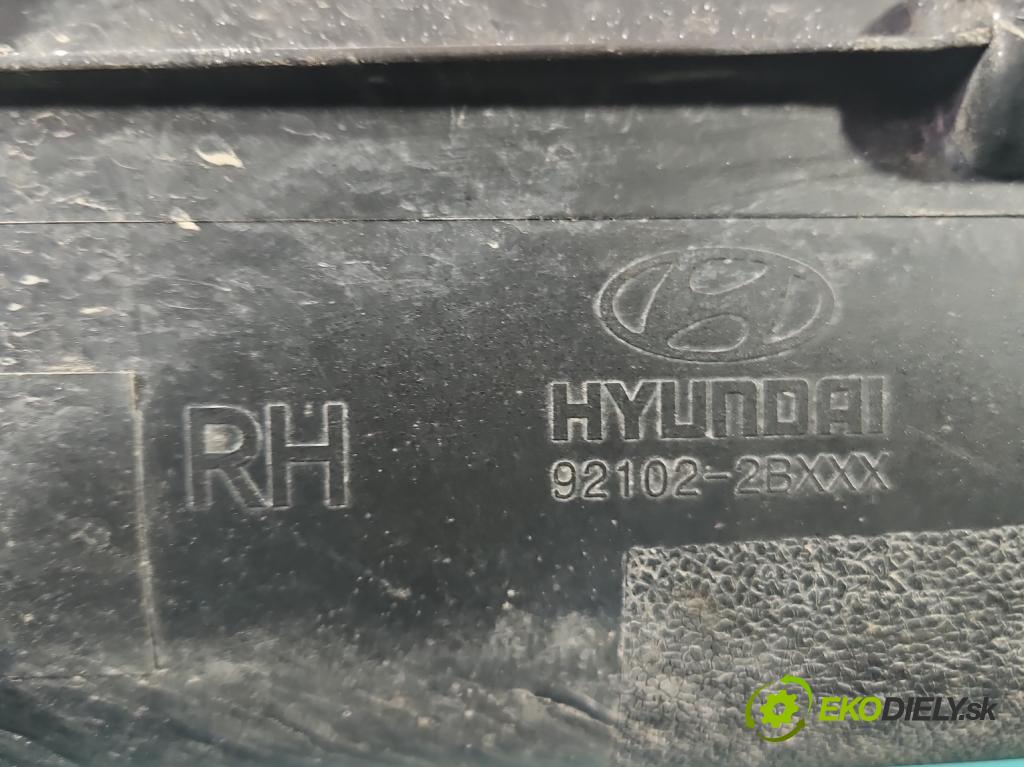 HYUNDAI
RH
92102-2BXXX
EKODIELY.sk